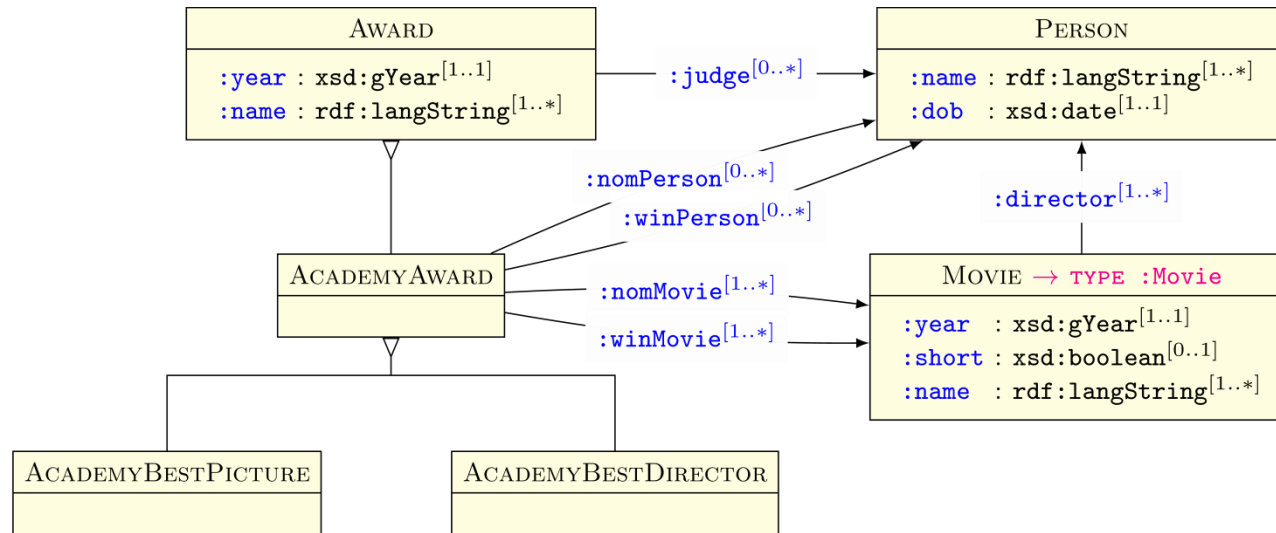 AWARD
:year : xsd:gYear[1..1]
:name : rdf:langString[1..*]
:judge[0..*]
PERSON
:name : rdf:langString[1..*]
:dob : xsd:date[1..1]
:nomPerson[0..*]
:winPerson[0..*]
:director[1..*]
ACADEMYAWARD
:nomMovie[1..*]
:winMovie[1..*]
MOVIE → TYPE :Movie
:year : xsd:gYear[1..1]
:short : xsd:boolean[0..1]
:name : rdf:langString[1..*]
ACADEMYBESTPICTURE
ACADEMYBESTDIRECTOR